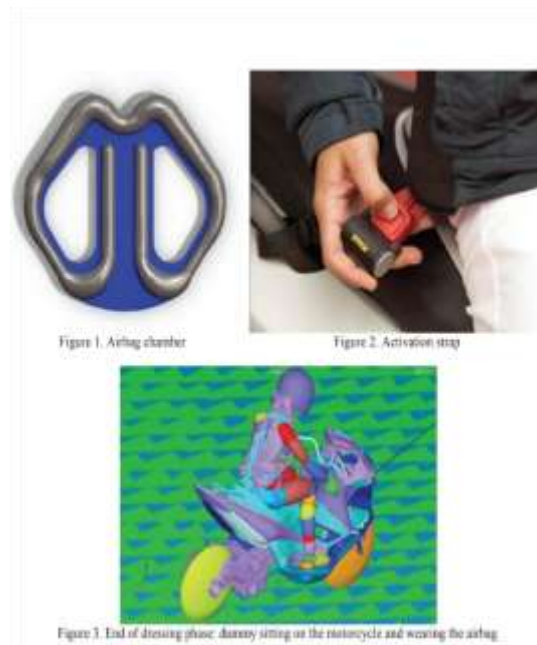 Figure 1. Airbag chamber
Figure 2. Activation strap
Figure 3. End of dressing phase: dummy sitting on the motorcycle and wearing the airbag